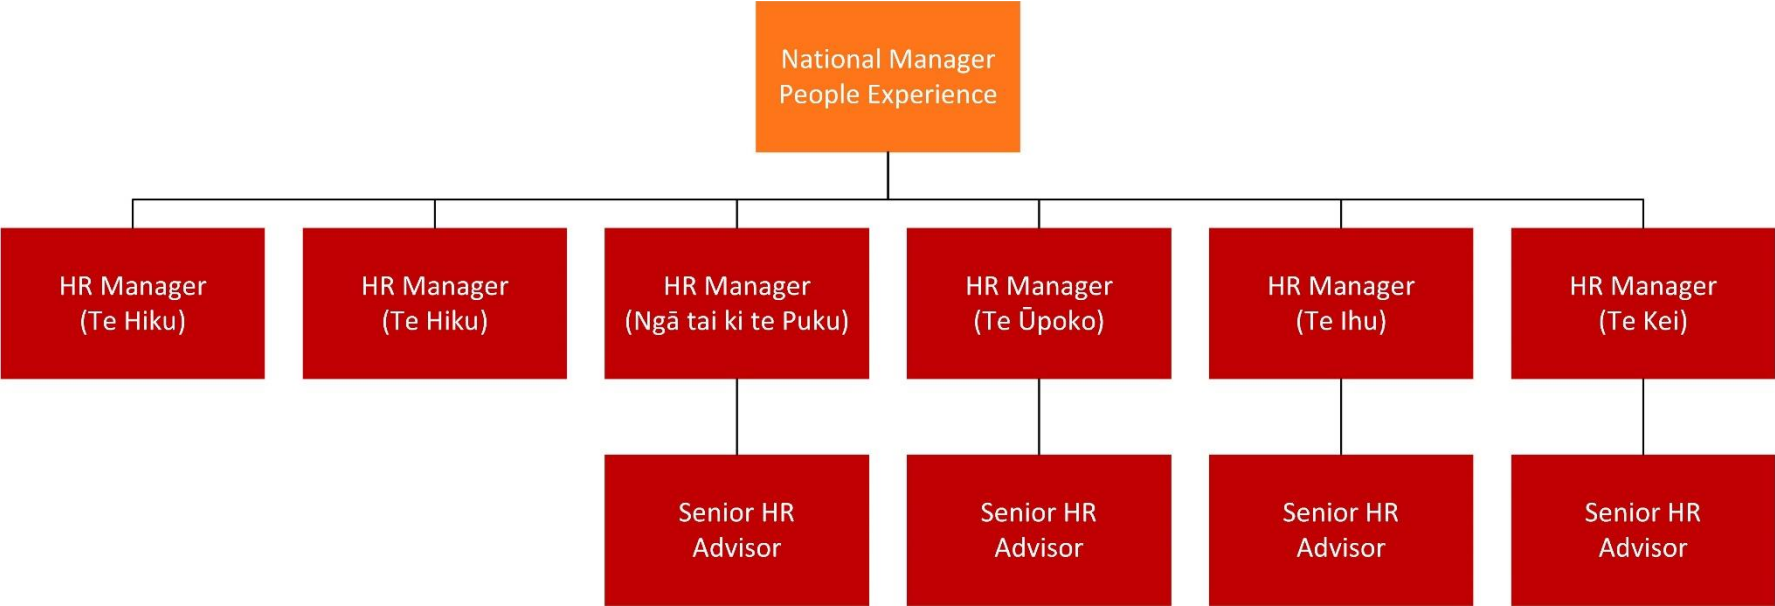 National Manager
People Experience
HR Manager
(Te Hiku)
HR Manager
(Te Hiku)
HR Manager
(Ngā tai ki te Puku)
HR Manager
(Te Ūpoko)
HR Manager
(Te Ihu)
HR Manager
(Te Kei)
Senior HR
Advisor
Senior HR
Advisor
Senior HR
Advisor
Senior HR
Advisor